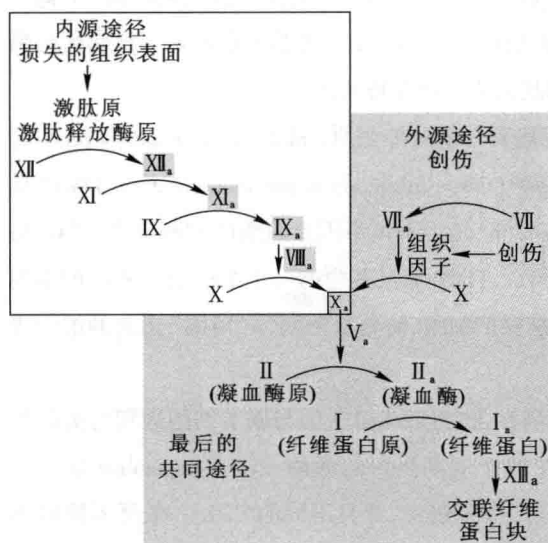 内源途径
损失的组织表面
激肽原
激肽释放酶原
Ⅻ
Ⅻa
Ⅺ
Ⅺa
Ⅸ
Ⅸa
Ⅷa
Ⅹ
Ⅹa
外源途径
创伤
Ⅶa
Ⅶ
组织
因子
创伤
Ⅹ
Ⅴa
Ⅱ
(凝血酶原)
Ⅱa
(凝血酶)
Ⅰ
(纤维蛋白原)
Ⅰa
(纤维蛋白)
最后的
共同途径
ⅩⅢa
交联纤维
蛋白块